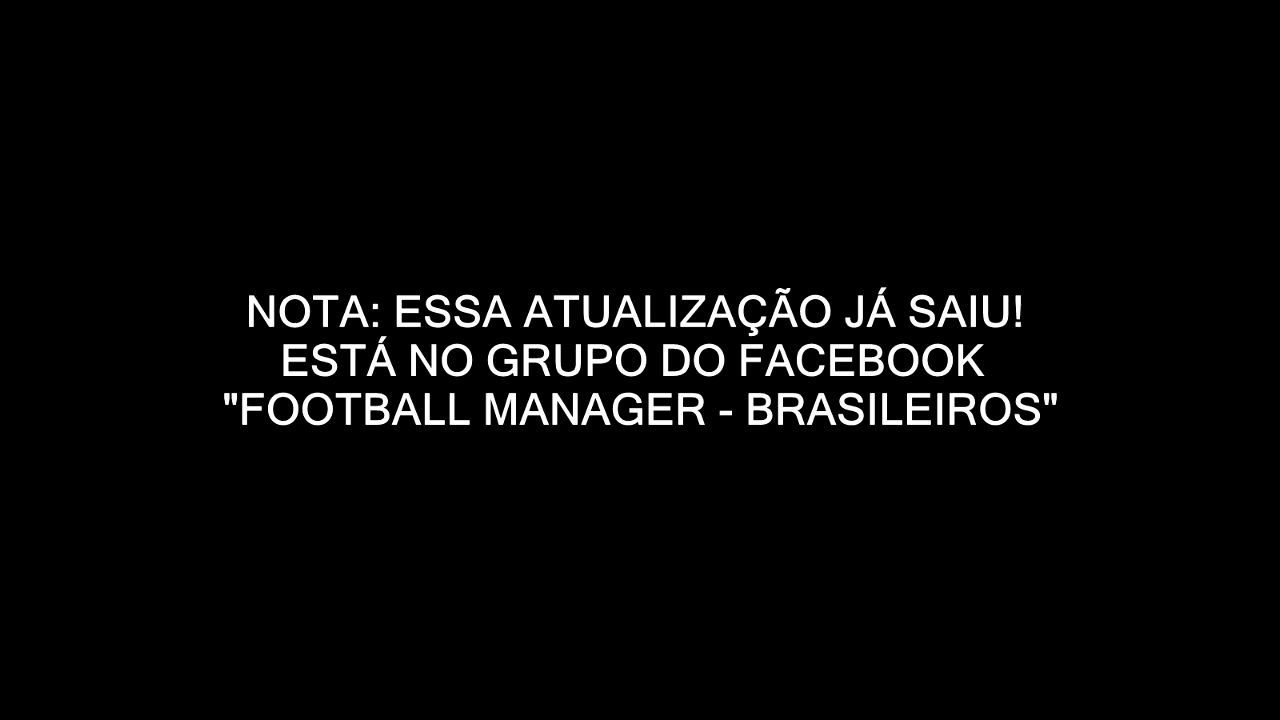 NOTA: ESSA ATUALIZAÇÃO JÁ SAIU!
ESTÁ NO GRUPO DO FACEBOOK
"FOOTBALL MANAGER - BRASILEIROS"